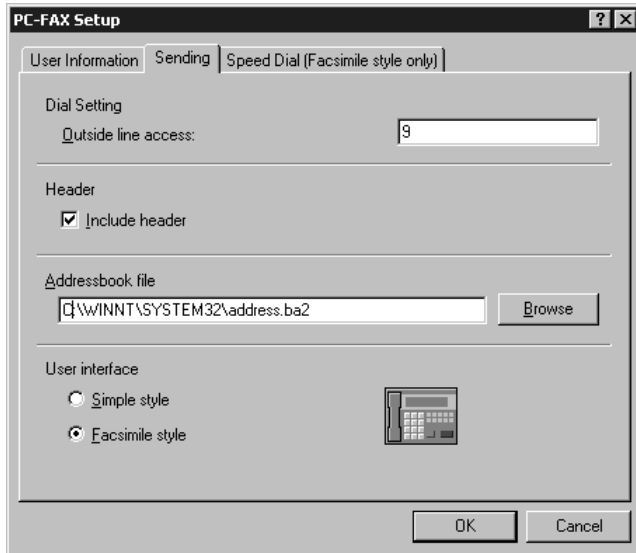 PC-FAX Setup
User Information Sending Speed Dial (Facsimile style only)
Dial Setting
Outside line access: 9
Header
Include header
Addressbook file
C:\WINNT\SYSTEM32\address.ba2 Browse
User interface
Simple style
Facsimile style
OK Cancel